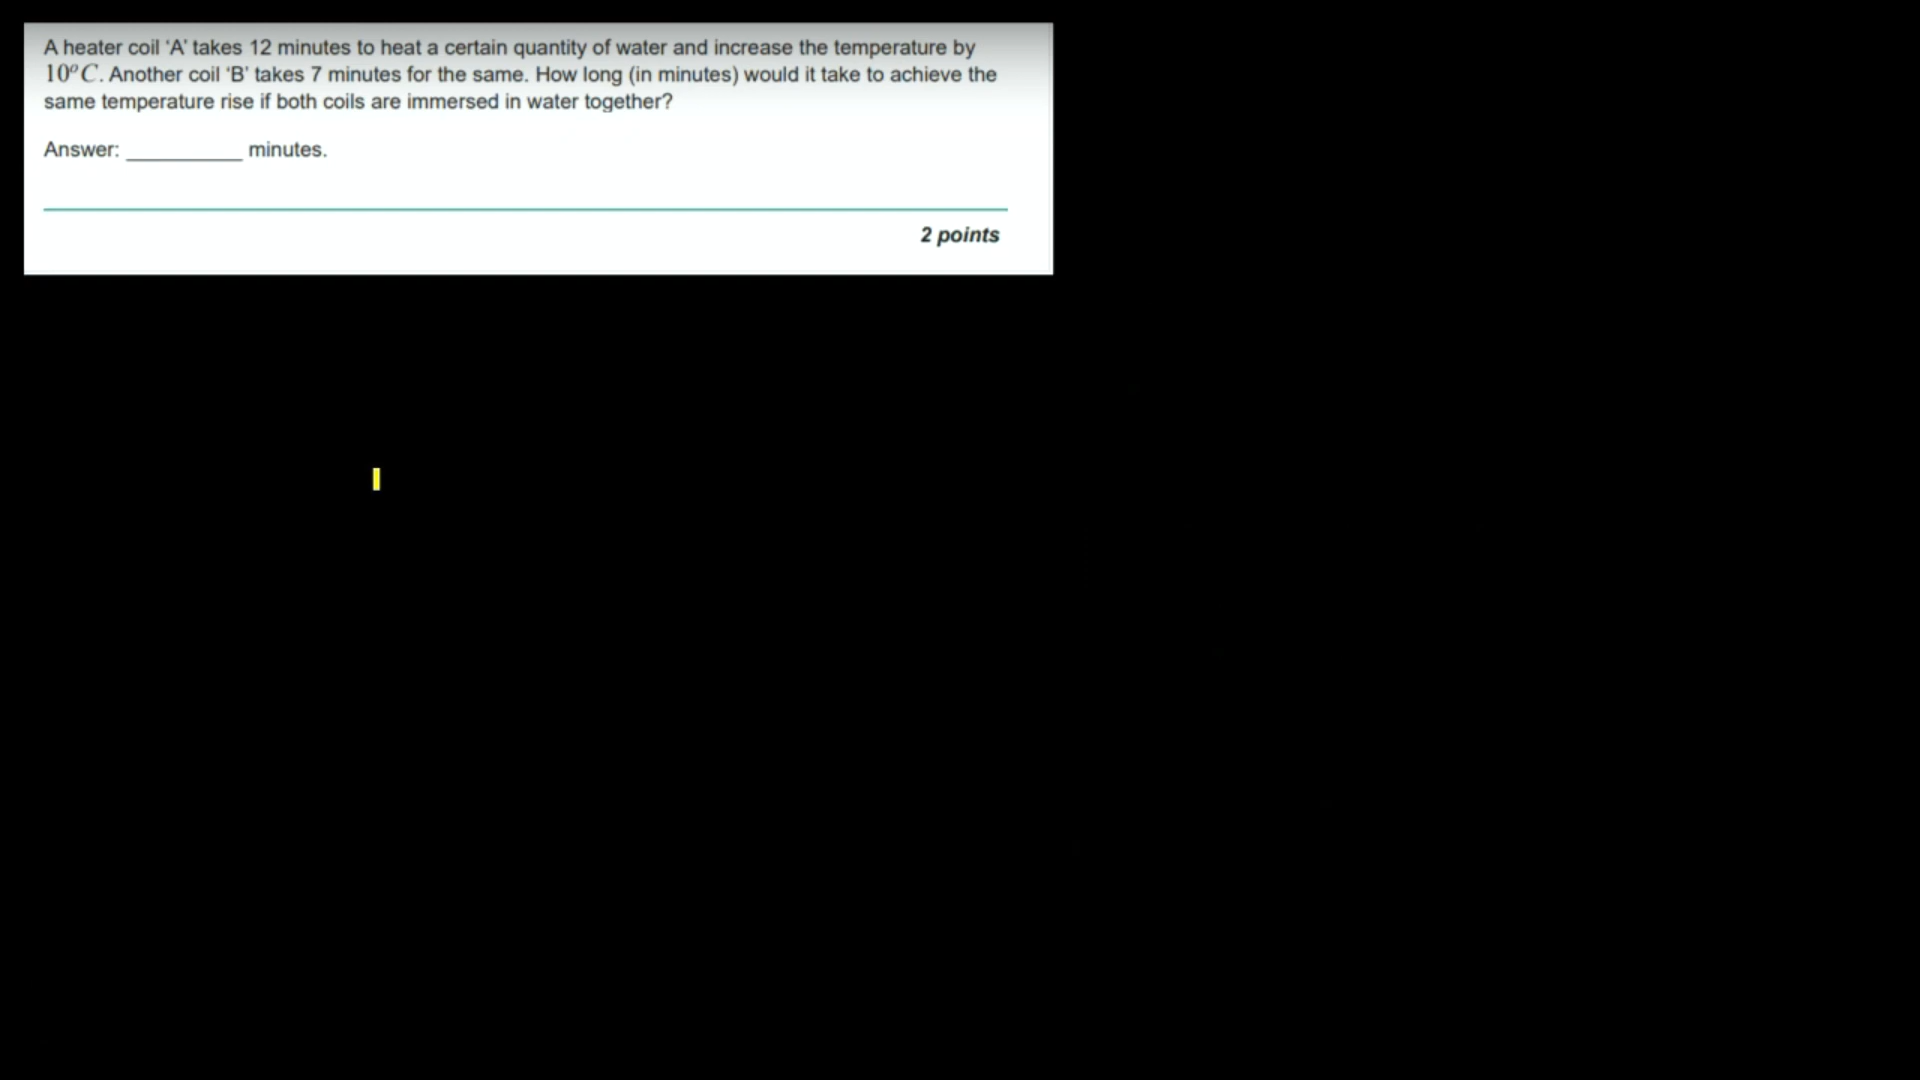 A heater coil ‘A’ takes 12 minutes to heat a certain quantity of water and increase the temperature by
10°C. Another coil ‘B’ takes 7 minutes for the same. How long (in minutes) would it take to achieve the
same temperature rise if both coils are immersed in water together?
Answer: __________ minutes.
2 points